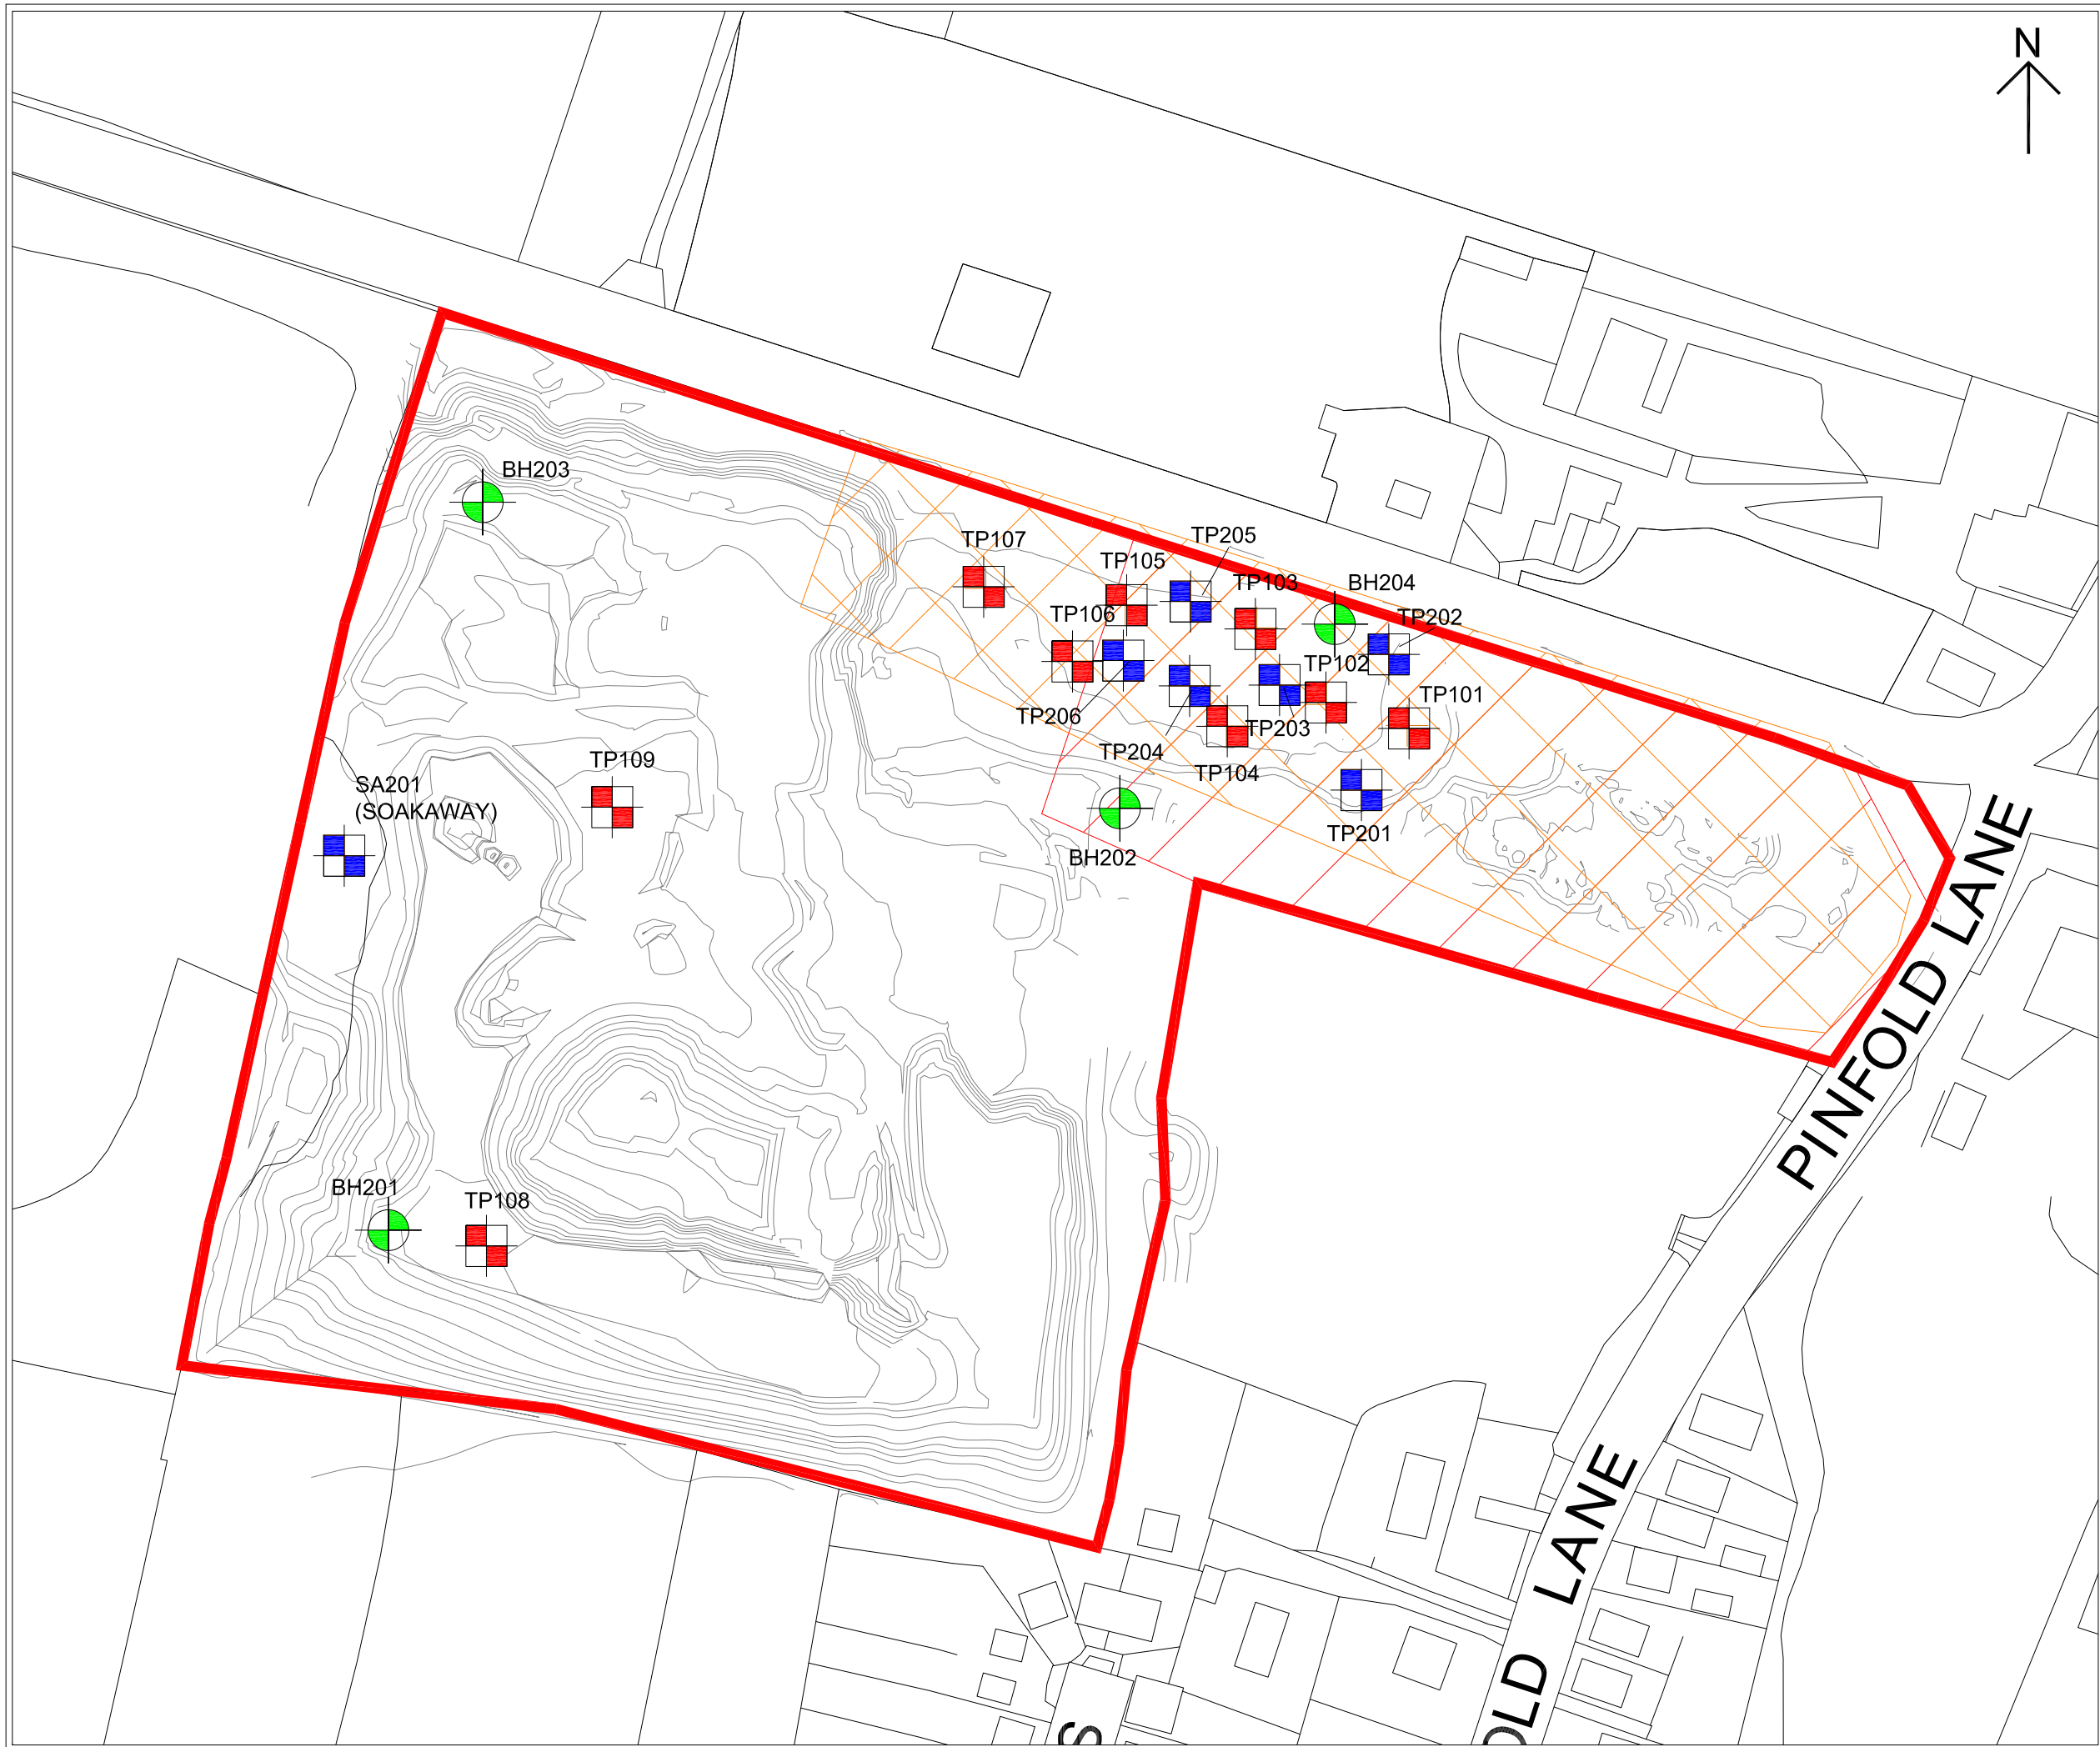 N
BH203
TP107
TP205
TP105
TP103
BH204
TP106
TP202
TP102
TP101
TP206
TP203
TP204
TP109
TP104
SA201
(SOAKAWAY)
TP201
BH202
PINFOLD LANE
BH201
TP108
LANE
OLD
S